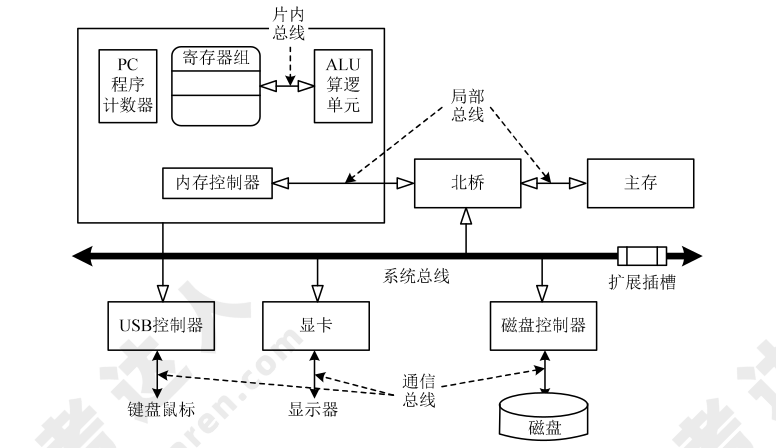 片内
总线
PC
程序
计数器
寄存器组
ALU
算逻
单元
局部
总线
内存控制器
北桥
主存
系统总线
扩展插槽
USB控制器
显卡
磁盘控制器
通信
总线
键盘鼠标
显示器
磁盘